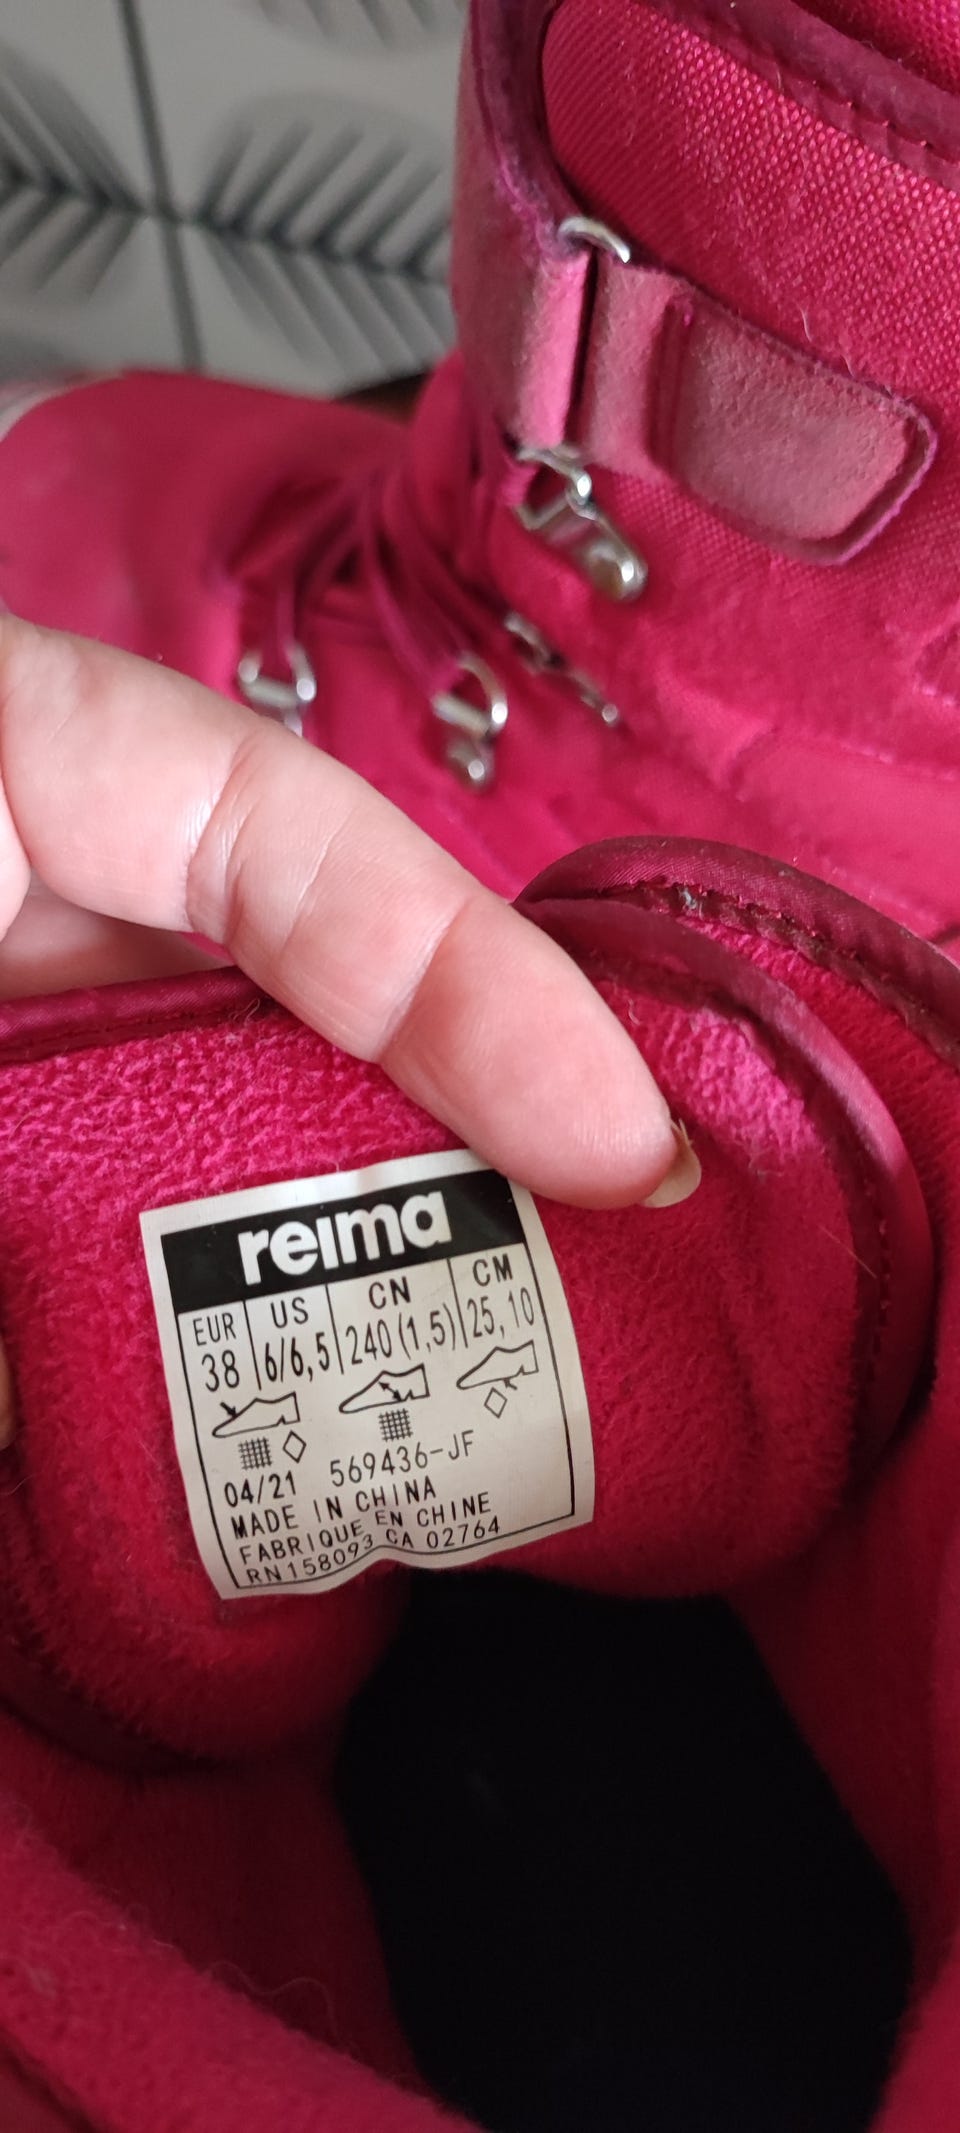 reima
EUR US CN CM
38 6/6,5 240(1,5) 25,10
04/21 569436-JF
MADE IN CHINA
FABRIQUE EN CHINE
RN158093 CA 02764